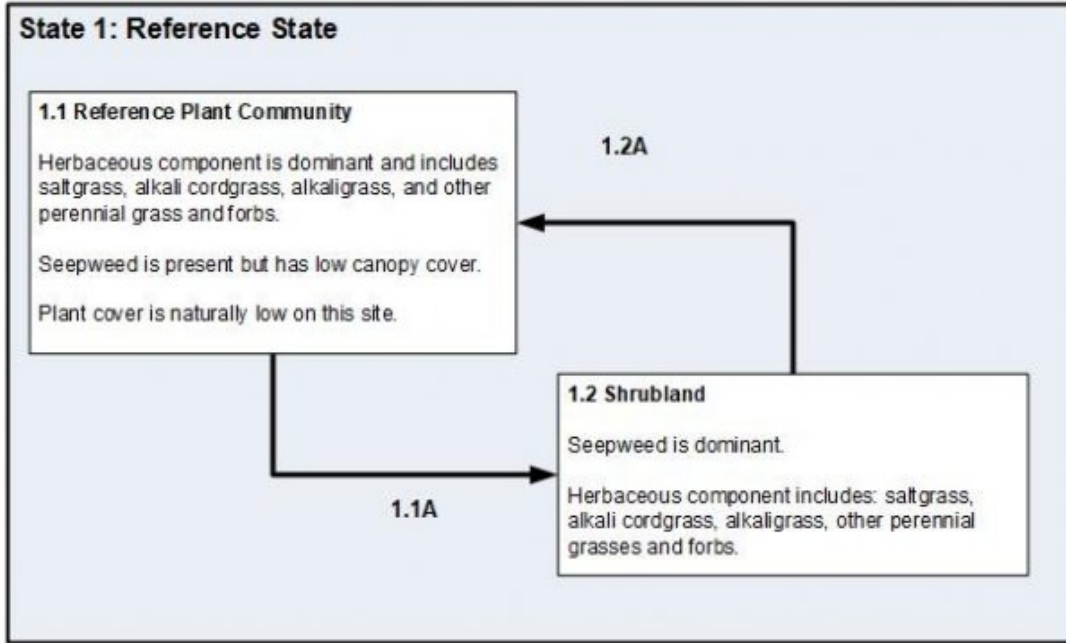 State 1: Reference State
1.1 Reference Plant Community
Herbaceous component is dominant and includes
saltgrass, alkali cordgrass, alkaligrass, and other
perennial grass and forbs.
Seepweed is present but has low canopy cover.
Plant cover is naturally low on this site.
1.2A
1.1A
1.2 Shrubland
Seepweed is dominant.
Herbaceous component includes: saltgrass,
alkali cordgrass, alkaligrass, other perennial
grasses and forbs.